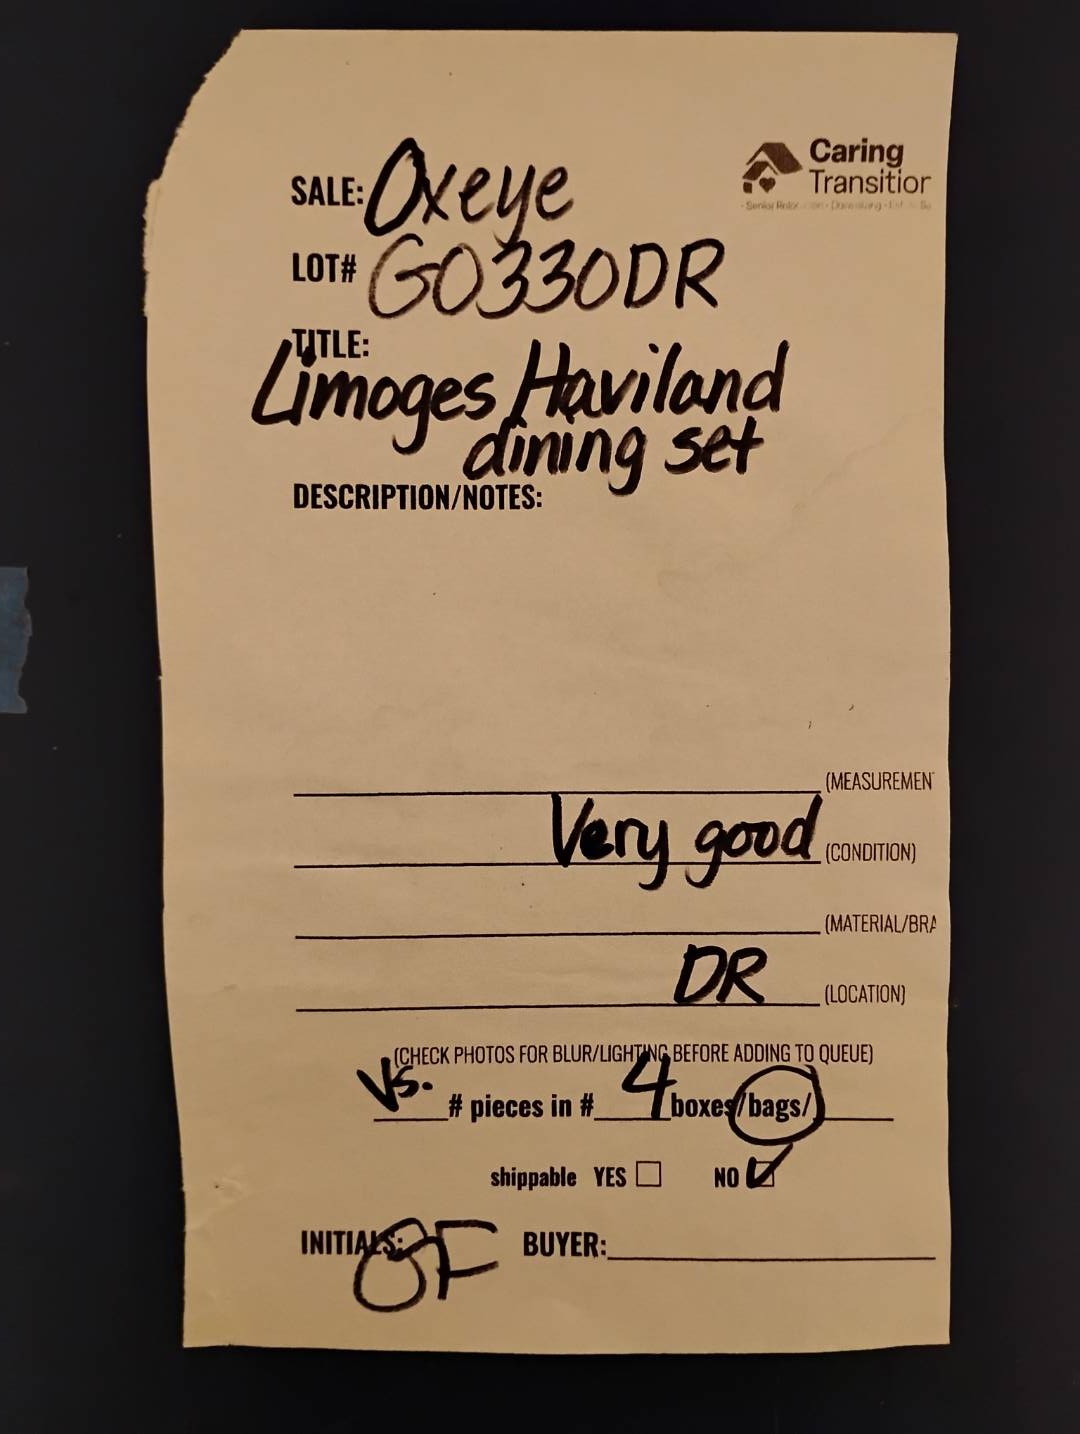 Caring
Transition
SALE: Oxeye
LOT# GO330DR
TITLE:
Limoges Haviland
dining set
DESCRIPTION/NOTES:
(MEASUREMEN
Very good (CONDITION)
(MATERIAL/BRA
DR (LOCATION)
(CHECK PHOTOS FOR BLUR/LIGHTING BEFORE ADDING TO QUEUE)
Vs. # pieces in # 4 boxes/bags/
shippable YES NO
INITIALS: BUYER: